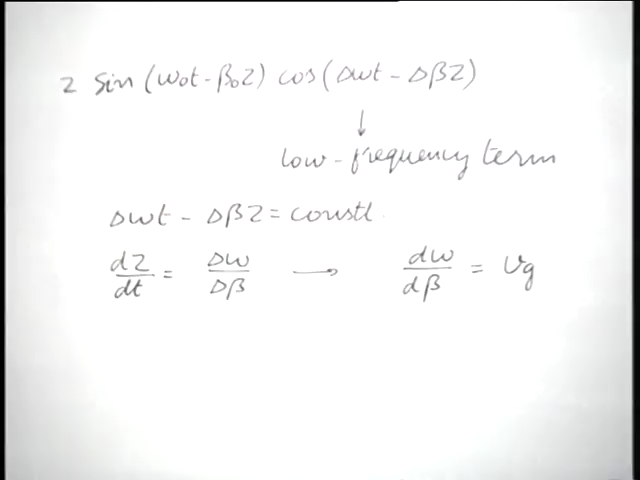 2 sin (ω₀t - β₀z) cos (Δωt - Δβz)
↓
low-frequency term
Δωt - Δβz = constt.
dz/dt = Δω/Δβ → dω/dβ = vg